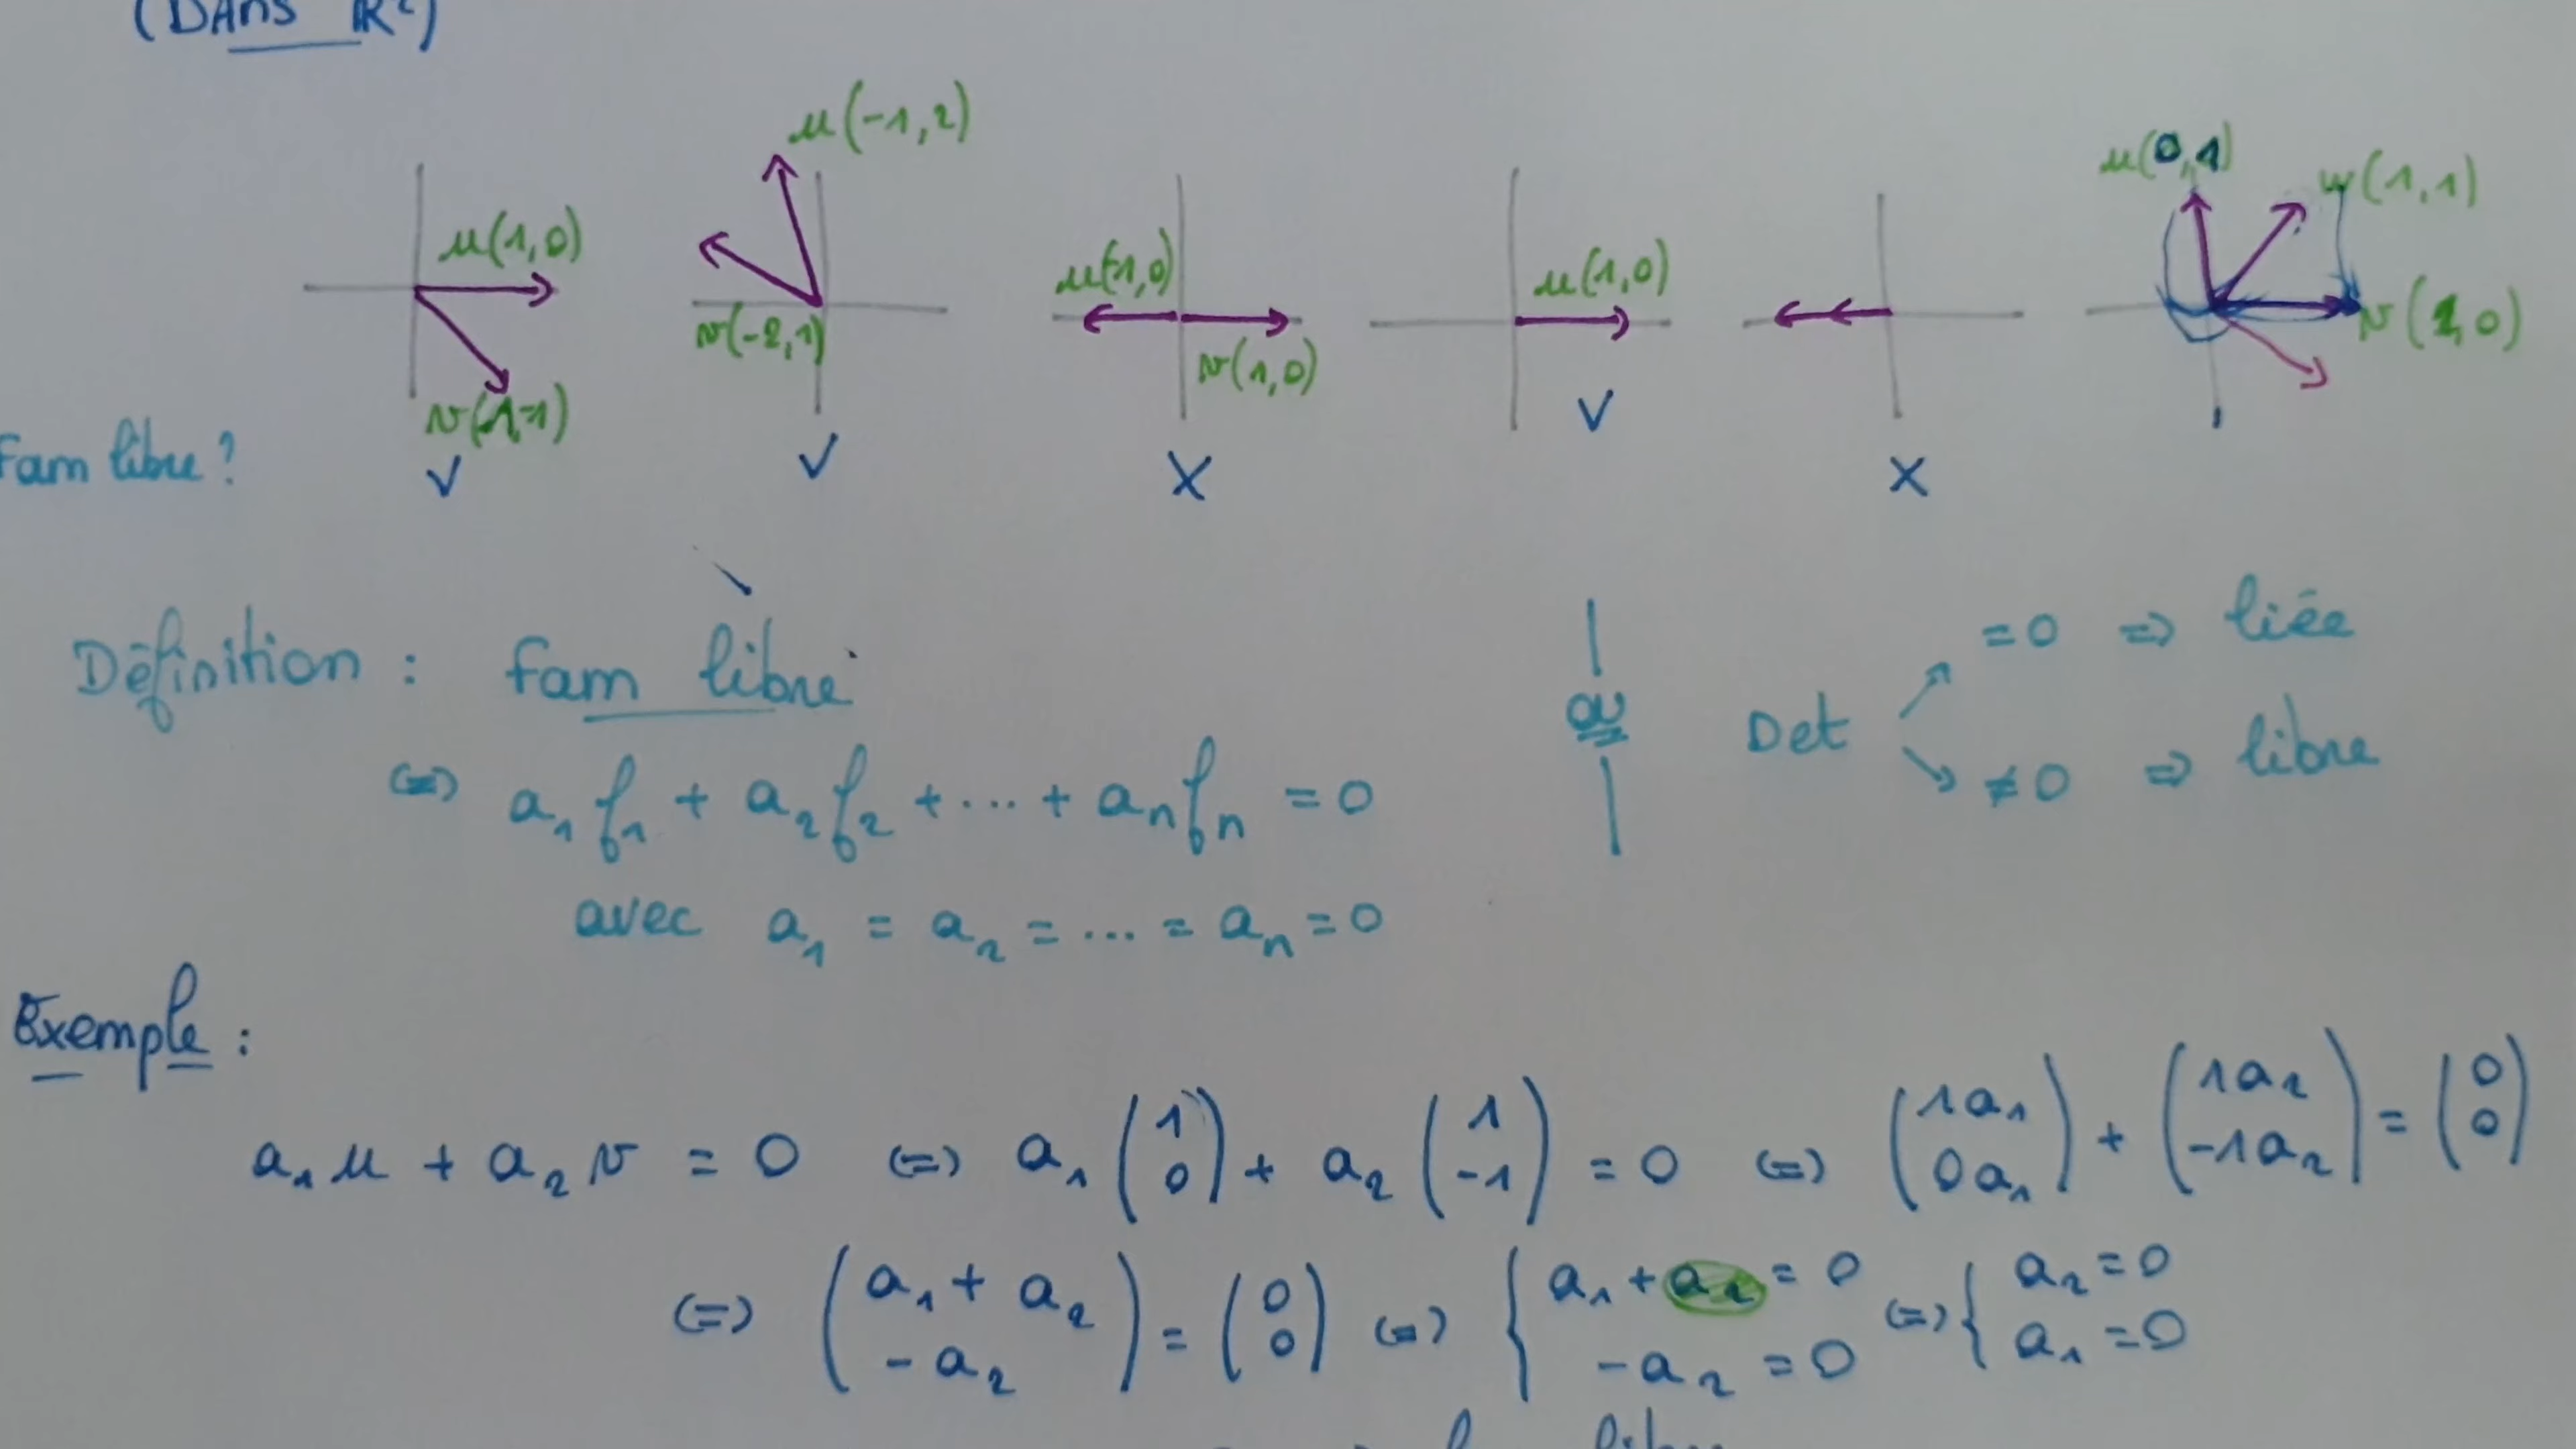 (DAns ℝ²)
u(-1,2)
u(0,1) w(1,1)
u(1,0) u(-1,0) u(1,0)
v(-2,1) v(1,0) v(1,0)
v(1,-1)
Fam libre ? V V X V X
Définition : fam libre
⇔ a₁f₁ + a₂f₂ + ... + aₙfₙ = 0
avec a₁ = a₂ = ... = aₙ = 0
ou
Det ↗ = 0 ⇒ liée
↘ ≠ 0 ⇒ libre
Exemple :
a₁u + a₂v = 0 ⇔ a₁ (1 0) + a₂ (1 -1) = 0 ⇔ (1a₁ 0a₁) + (1a₂ -1a₂) = (0 0)
⇔ (a₁ + a₂ -a₂) = (0 0) ⇔ { a₁ + a₂ = 0 -a₂ = 0 ⇔ { a₂ = 0 a₁ = 0